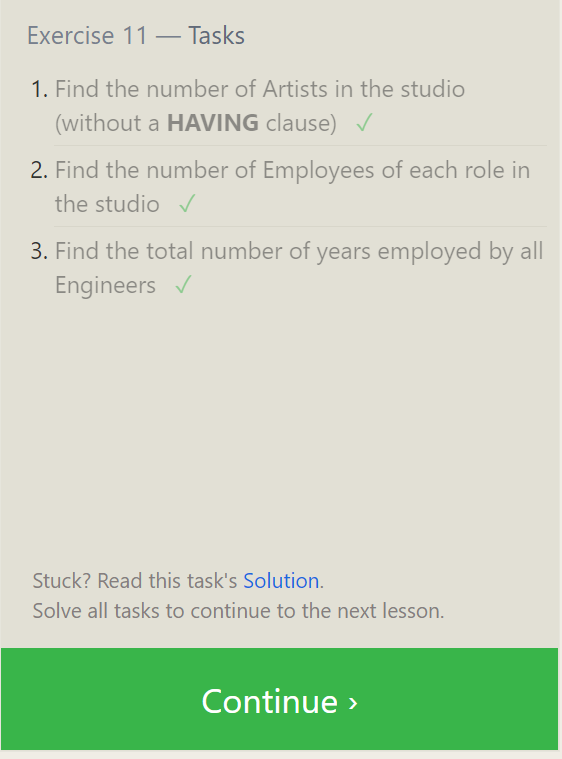 Exercise 11 — Tasks
1. Find the number of Artists in the studio
(without a HAVING clause) ✓
2. Find the number of Employees of each role in
the studio ✓
3. Find the total number of years employed by all
Engineers ✓
Stuck? Read this task's Solution.
Solve all tasks to continue to the next lesson.
Continue ›